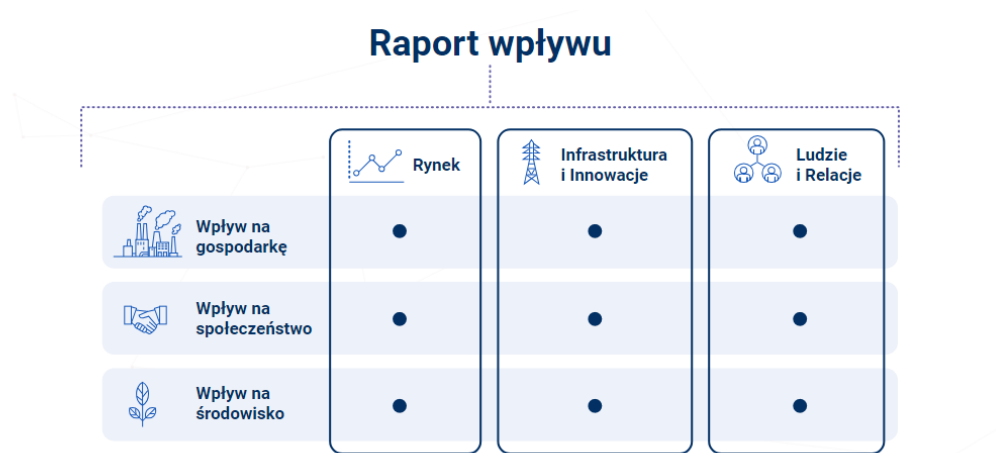 Raport wpływu
Rynek
Infrastruktura
i Innowacje
Ludzie
i Relacje
Wpływ na
gospodarkę
Wpływ na
społeczeństwo
Wpływ na
środowisko